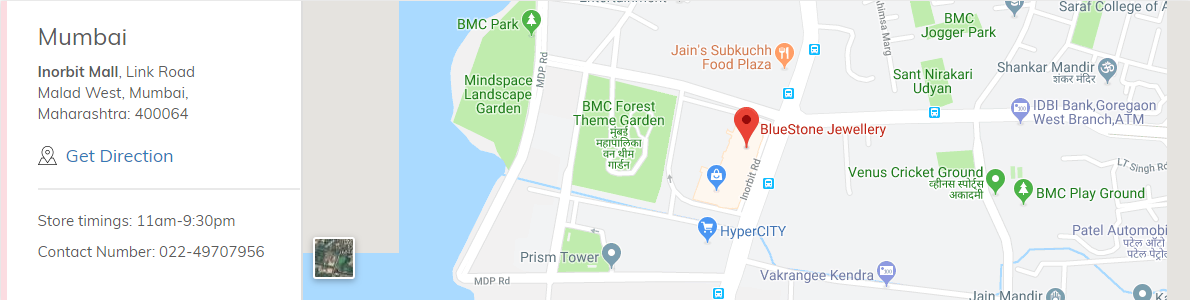 Mumbai
Inorbit Mall, Link Road
Malad West, Mumbai,
Maharashtra: 400064
Get Direction
Store timings: 11am-9:30pm
Contact Number: 022-49707956
BMC Park
MDP Rd
Mindspace
Landscape
Garden
BMC Forest
Theme Garden
मुंबई
महापालिका
वन थीम
गार्डन
Jain's Subkuchh
Food Plaza
BMC
Jogger Park
Saraf College of A
Sant Nirakari
Udyan
Shankar Mandir
शंकर मंदिर
IDBI Bank,Goregaon
West Branch,ATM
BlueStone Jewellery
Inorbit Rd
LT Singh Rd
Venus Cricket Ground
व्हीनस स्पोर्ट्स
अकादमी
BMC Play Ground
HyperCITY
Prism Tower
MDP Rd
Vakrangee Kendra
Patel Automobi
पटेल ऑटो
पटेल ऑटोमो
Jain Mandir